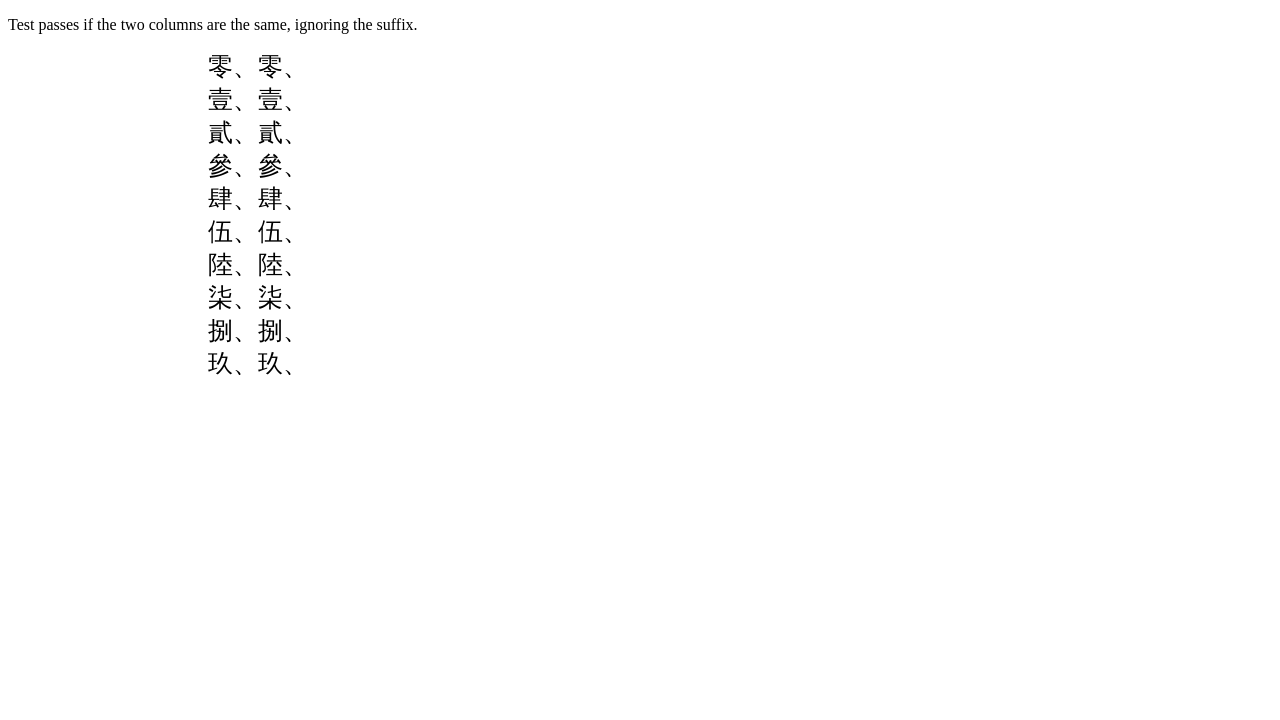 Test passes if the two columns are the same, ignoring the suffix.
零、零、
壹、壹、
貳、貳、
參、參、
肆、肆、
伍、伍、
陸、陸、
柒、柒、
捌、捌、
玖、玖、